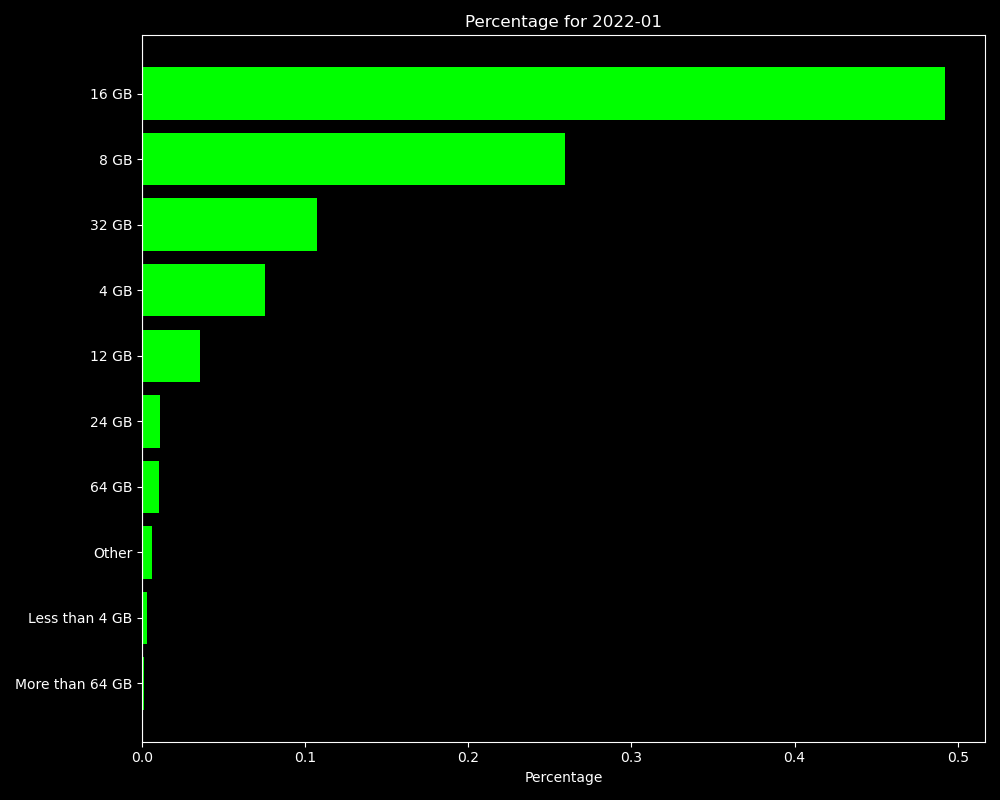 Percentage for 2022-01
16 GB
8 GB
32 GB
4 GB
12 GB
24 GB
64 GB
Other
Less than 4 GB
More than 64 GB
0.0 0.1 0.2 0.3 0.4 0.5
Percentage